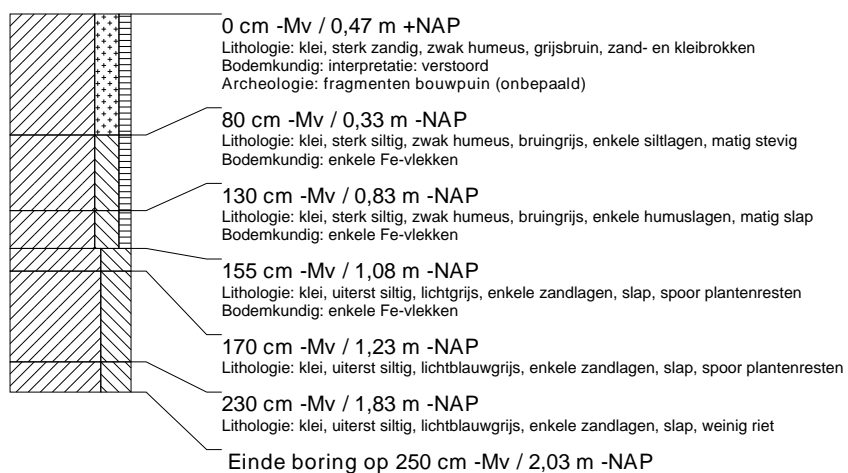 0 cm -Mv / 0,47 m +NAP
Lithologie: klei, sterk zandig, zwak humeus, grijsbruin, zand- en kleibrokken
Bodemkundig: interpretatie: verstoord
Archeologie: fragmenten bouwpuin (onbepaald)
80 cm -Mv / 0,33 m -NAP
Lithologie: klei, sterk siltig, zwak humeus, bruingrijs, enkele siltlagen, matig stevig
Bodemkundig: enkele Fe-vlekken
130 cm -Mv / 0,83 m -NAP
Lithologie: klei, sterk siltig, zwak humeus, bruingrijs, enkele humuslagen, matig slap
Bodemkundig: enkele Fe-vlekken
155 cm -Mv / 1,08 m -NAP
Lithologie: klei, uiterst siltig, lichtgrijs, enkele zandlagen, slap, spoor plantenresten
Bodemkundig: enkele Fe-vlekken
170 cm -Mv / 1,23 m -NAP
Lithologie: klei, uiterst siltig, lichtblauwgrijs, enkele zandlagen, slap, spoor plantenresten
230 cm -Mv / 1,83 m -NAP
Lithologie: klei, uiterst siltig, lichtblauwgrijs, enkele zandlagen, slap, weinig riet
Einde boring op 250 cm -Mv / 2,03 m -NAP